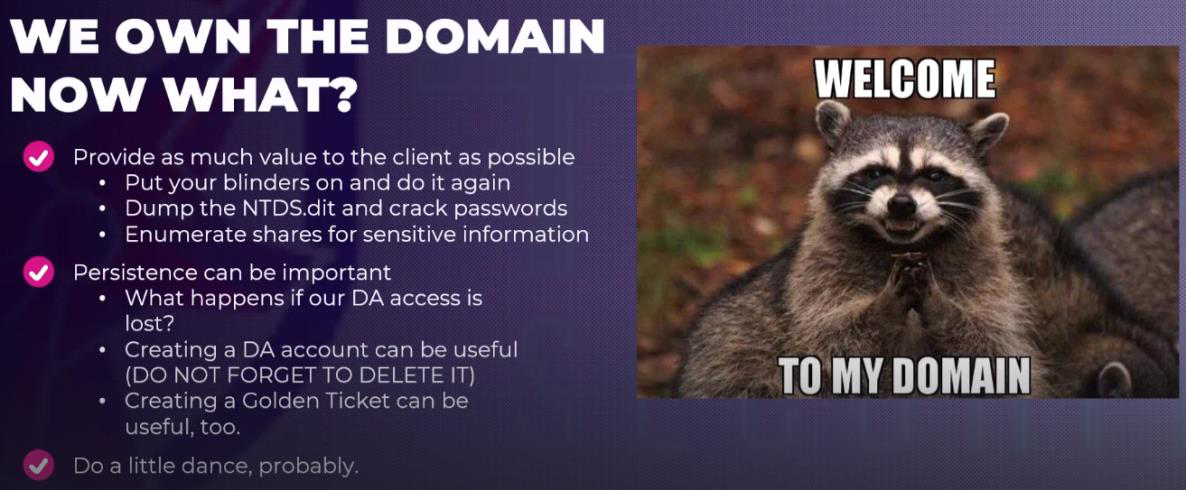 WE OWN THE DOMAIN
NOW WHAT?
Provide as much value to the client as possible
• Put your blinders on and do it again
• Dump the NTDS.dit and crack passwords
• Enumerate shares for sensitive information
Persistence can be important
• What happens if our DA access is
lost?
• Creating a DA account can be useful
(DO NOT FORGET TO DELETE IT)
• Creating a Golden Ticket can be
useful, too.
Do a little dance, probably.
WELCOME
TO MY DOMAIN